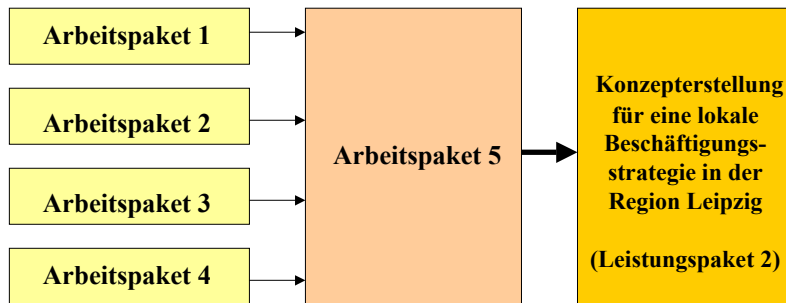 Arbeitspaket 1
Arbeitspaket 2
Arbeitspaket 3
Arbeitspaket 4
Arbeitspaket 5
Konzepterstellung
für eine lokale
Beschäftigungs-
strategie in der
Region Leipzig
(Leistungspaket 2)